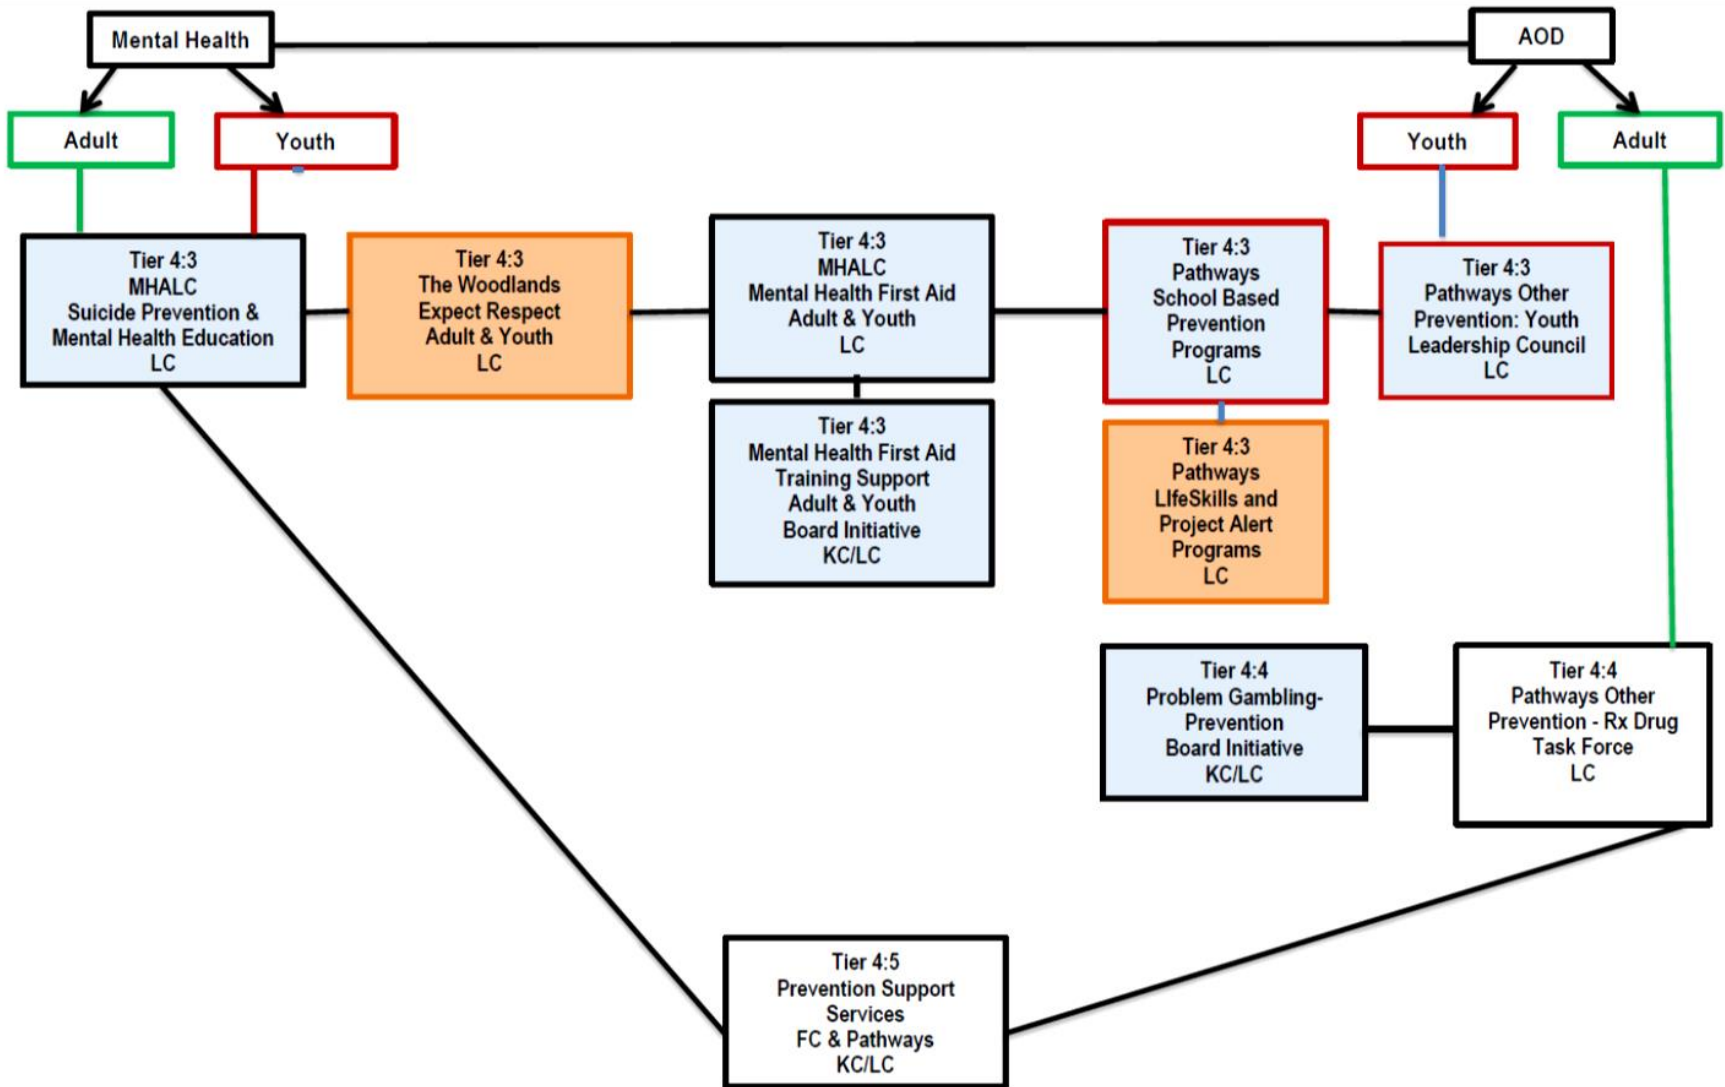 Mental Health
AOD
Adult
Youth
Youth
Adult
Tier 4:3
MHALC
Suicide Prevention &
Mental Health Education
LC
Tier 4:3
The Woodlands
Expect Respect
Adult & Youth
LC
Tier 4:3
MHALC
Mental Health First Aid
Adult & Youth
LC
Tier 4:3
Pathways
School Based
Prevention
Programs
LC
Tier 4:3
Pathways Other
Prevention: Youth
Leadership Council
LC
Tier 4:3
Mental Health First Aid
Training Support
Adult & Youth
Board Initiative
KC/LC
Tier 4:3
Pathways
LIfeSkills and
Project Alert
Programs
LC
Tier 4:4
Problem Gambling-
Prevention
Board Initiative
KC/LC
Tier 4:4
Pathways Other
Prevention - Rx Drug
Task Force
LC
Tier 4:5
Prevention Support
Services
FC & Pathways
KC/LC